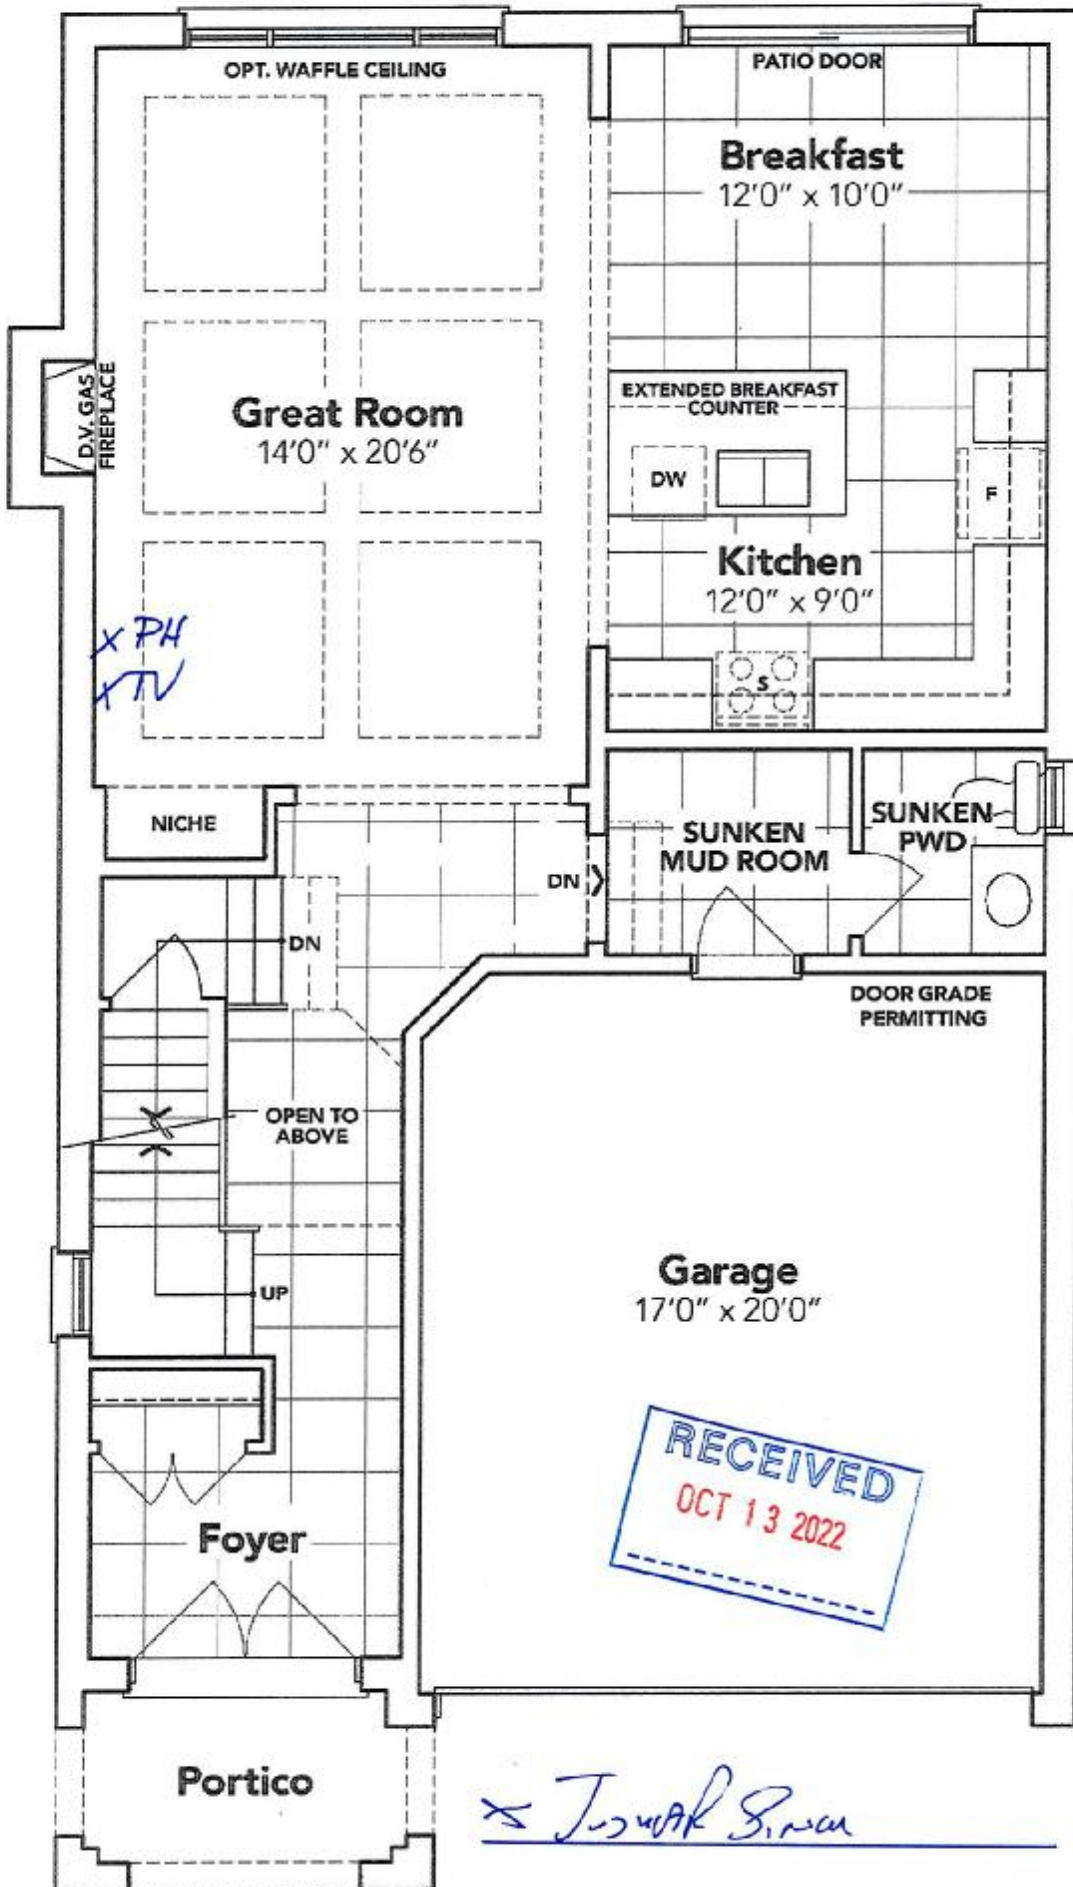 OPT. WAFFLE CEILING
PATIO DOOR
Breakfast
12'0" x 10'0"
D.V. GAS
FIREPLACE
Great Room
14'0" x 20'6"
EXTENDED BREAKFAST
COUNTER
DW
F
Kitchen
12'0" x 9'0"
S
x PH
x TV
NICHE
SUNKEN
MUD ROOM
SUNKEN
PWD
DN
DN
DOOR GRADE
PERMITTING
OPEN TO
ABOVE
UP
Garage
17'0" x 20'0"
RECEIVED
OCT 13 2022
Foyer
Portico
x